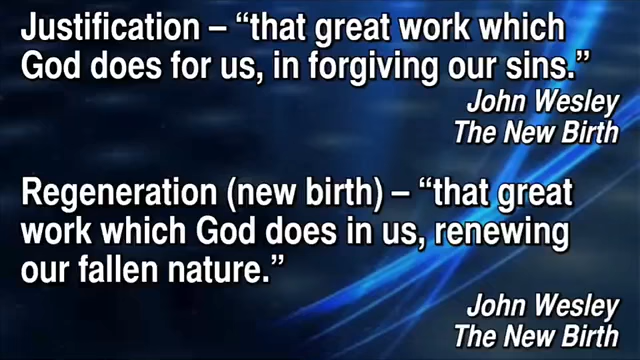 Justification – “that great work which
God does for us, in forgiving our sins.”
John Wesley
The New Birth
Regeneration (new birth) – “that great
work which God does in us, renewing
our fallen nature.”
John Wesley
The New Birth